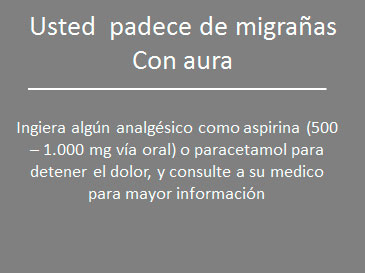 Usted  padece de migrañas
Con aura
Ingiera algún analgésico como aspirina (500
– 1.000 mg vía oral) o paracetamol para
detener el dolor, y consulte a su medico
para mayor información